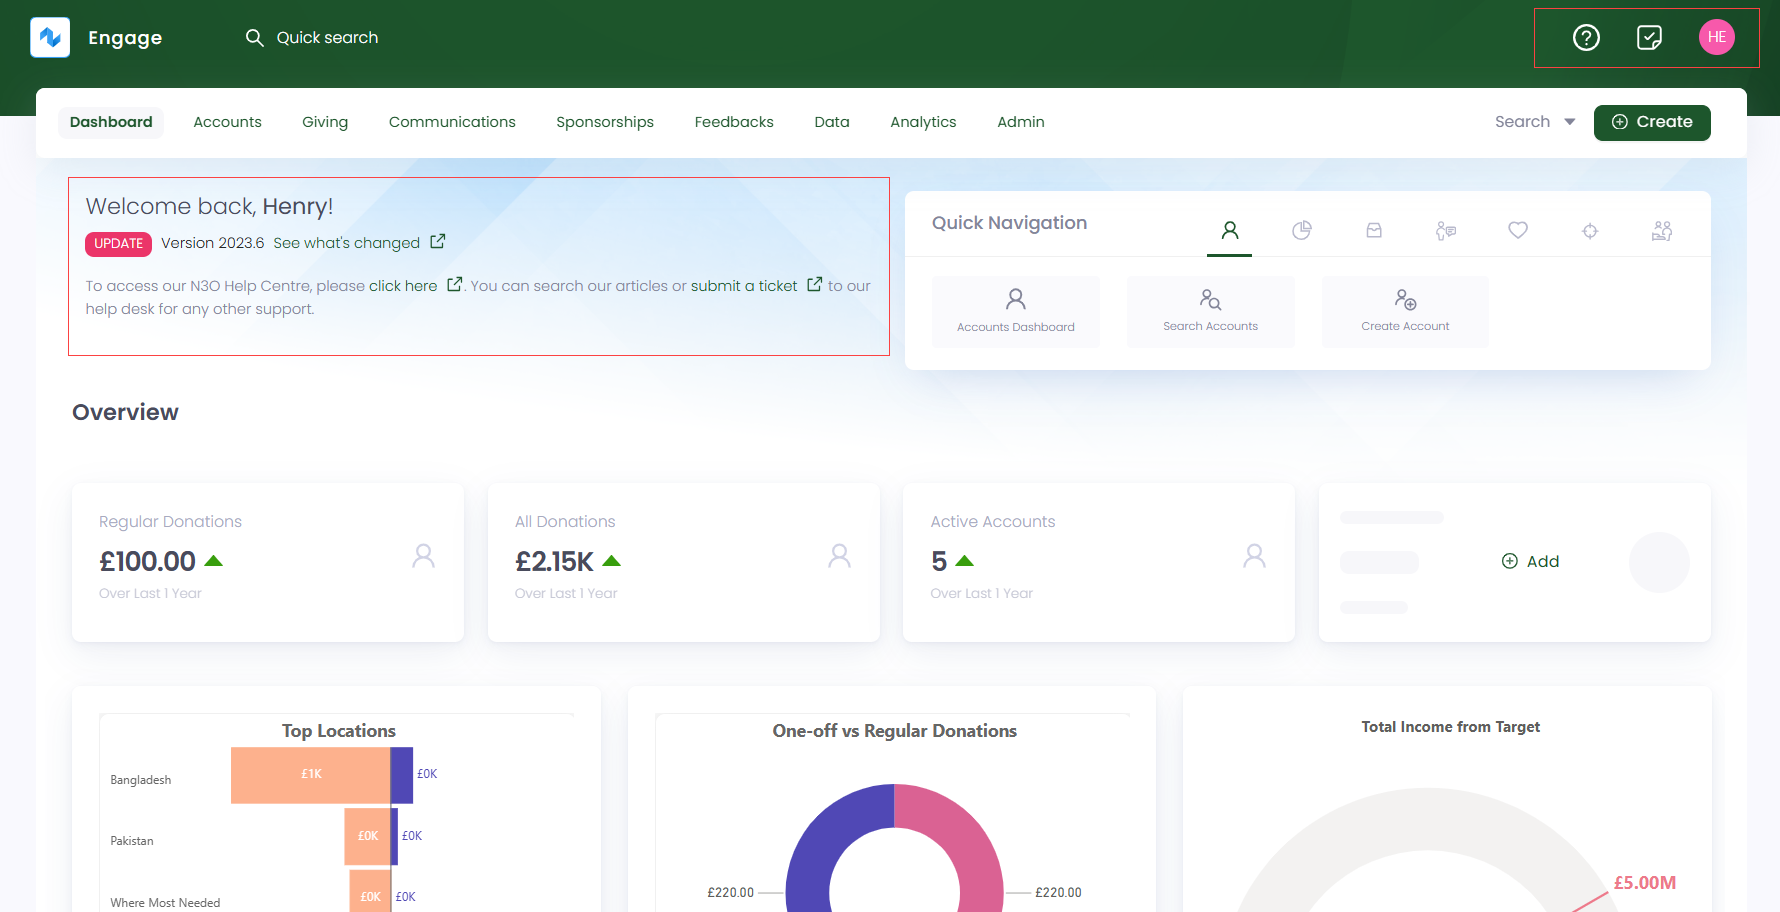 Engage
Quick search
HE
Dashboard Accounts Giving Communications Sponsorships Feedbacks Data Analytics Admin
Search
Create
Welcome back, Henry!
UPDATE Version 2023.6 See what's changed
To access our N3O Help Centre, please click here . You can search our articles or submit a ticket to our
help desk for any other support.
Quick Navigation
Accounts Dashboard
Search Accounts
Create Account
Overview
Regular Donations
£100.00
Over Last 1 Year
All Donations
£2.15K
Over Last 1 Year
Active Accounts
5
Over Last 1 Year
Add
Top Locations
Bangladesh £1K £0K
Pakistan £0K £0K
Where Most Needed £0K £0K
One-off vs Regular Donations
£220.00 £220.00
Total Income from Target
£5.00M